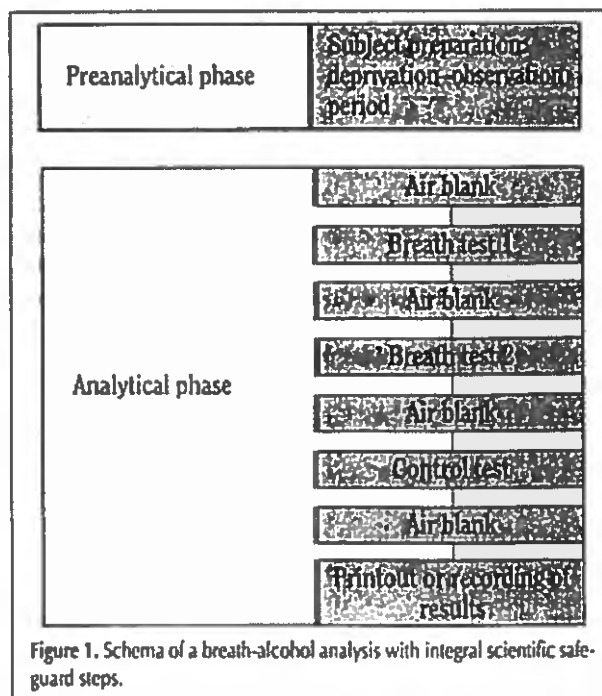 Preanalytical phase
Subject preparation:
deprivation–observation
period
Analytical phase
Air blank
Breath test 1
Air blank
Breath test 2
Air blank
Control test
Air blank
Printout or recording of
results
Figure 1. Schema of a breath-alcohol analysis with integral scientific safe-
guard steps.